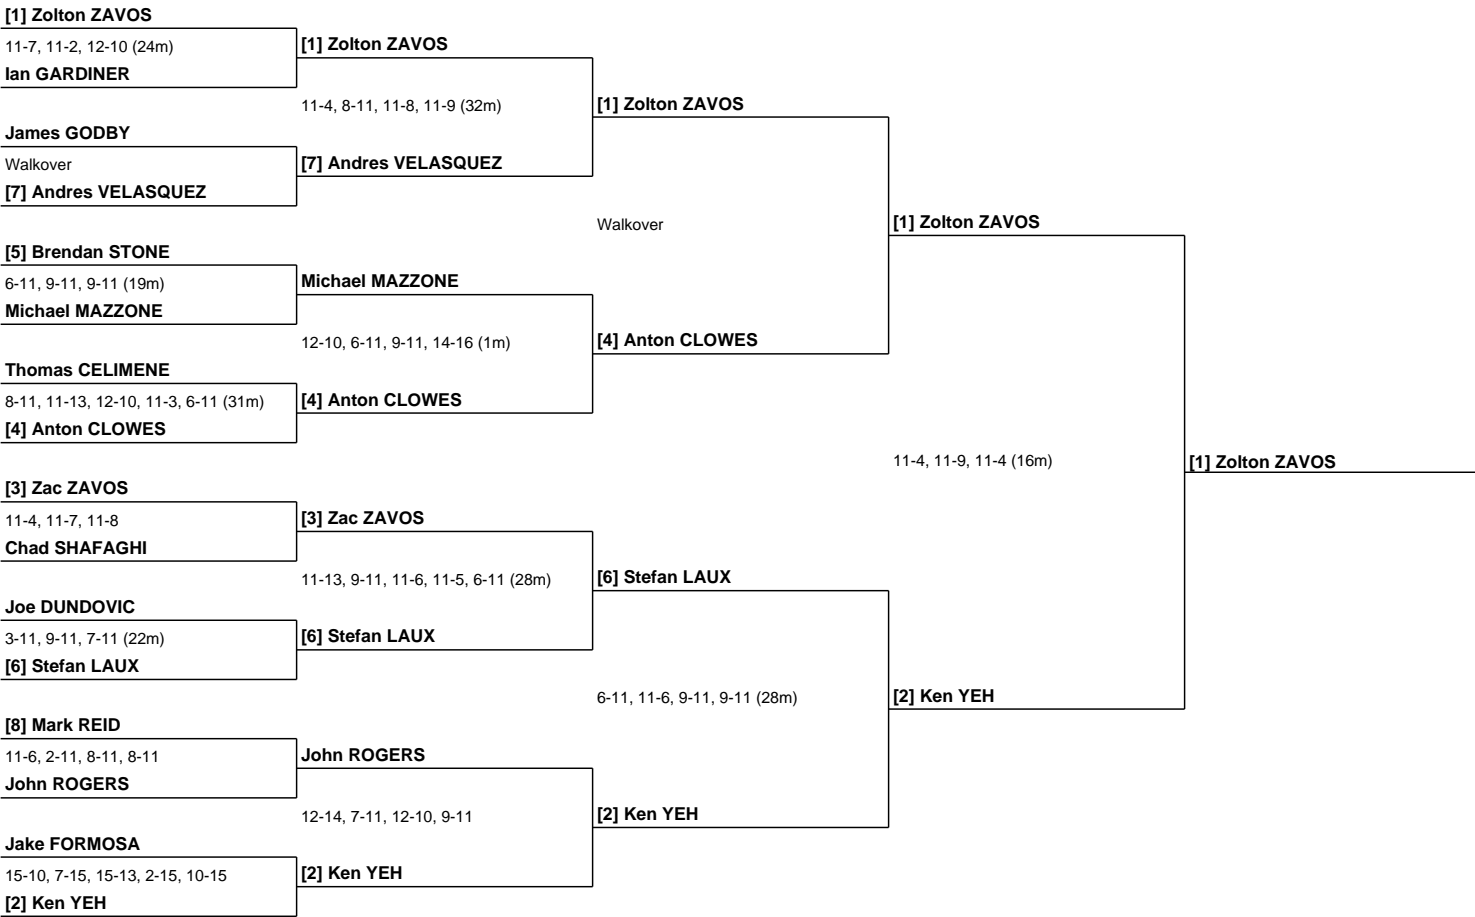 [1] Zolton ZAVOS
11-7, 11-2, 12-10 (24m)
Ian GARDINER
James GODBY
Walkover
[7] Andres VELASQUEZ
[5] Brendan STONE
6-11, 9-11, 9-11 (19m)
Michael MAZZONE
Thomas CELIMENE
8-11, 11-13, 12-10, 11-3, 6-11 (31m)
[4] Anton CLOWES
[3] Zac ZAVOS
11-4, 11-7, 11-8
Chad SHAFAGHI
Joe DUNDOVIC
3-11, 9-11, 7-11 (22m)
[6] Stefan LAUX
[8] Mark REID
11-6, 2-11, 8-11, 8-11
John ROGERS
Jake FORMOSA
15-10, 7-15, 15-13, 2-15, 10-15
[2] Ken YEH
[1] Zolton ZAVOS
11-4, 8-11, 11-8, 11-9 (32m)
[7] Andres VELASQUEZ
Michael MAZZONE
12-10, 6-11, 9-11, 14-16 (1m)
[4] Anton CLOWES
[3] Zac ZAVOS
11-13, 9-11, 11-6, 11-5, 6-11 (28m)
[6] Stefan LAUX
John ROGERS
12-14, 7-11, 12-10, 9-11
[2] Ken YEH
[1] Zolton ZAVOS
Walkover
[4] Anton CLOWES
[6] Stefan LAUX
6-11, 11-6, 9-11, 9-11 (28m)
[2] Ken YEH
[1] Zolton ZAVOS
11-4, 11-9, 11-4 (16m)
[2] Ken YEH
[1] Zolton ZAVOS